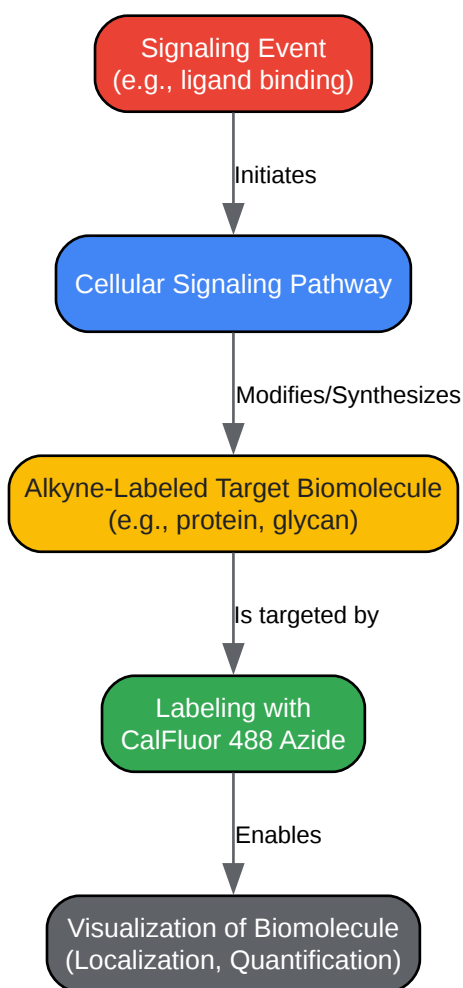 Signaling Event
(e.g., ligand binding)
Initiates
Cellular Signaling Pathway
Modifies/Synthesizes
Alkyne-Labeled Target Biomolecule
(e.g., protein, glycan)
Is targeted by
Labeling with
CalFluor 488 Azide
Enables
Visualization of Biomolecule
(Localization, Quantification)